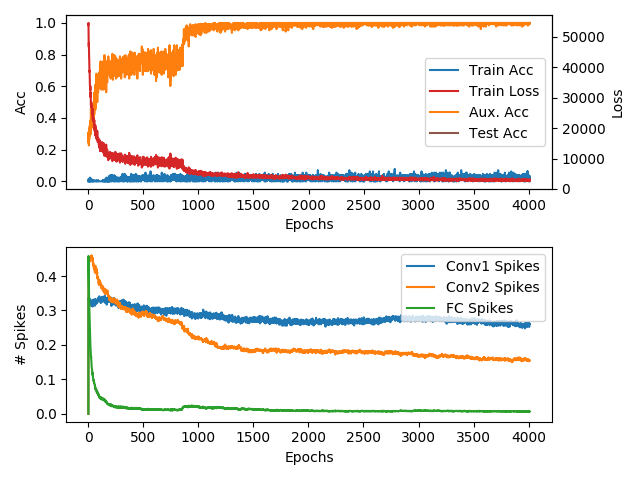 1.0
0.8
0.6
0.4
0.2
0.0
Acc
50000
40000
30000
20000
10000
0
Loss
Train Acc
Train Loss
Aux. Acc
Test Acc
0 500 1000 1500 2000 2500 3000 3500 4000
Epochs
0.4
0.3
0.2
0.1
0.0
# Spikes
Conv1 Spikes
Conv2 Spikes
FC Spikes
0 500 1000 1500 2000 2500 3000 3500 4000
Epochs